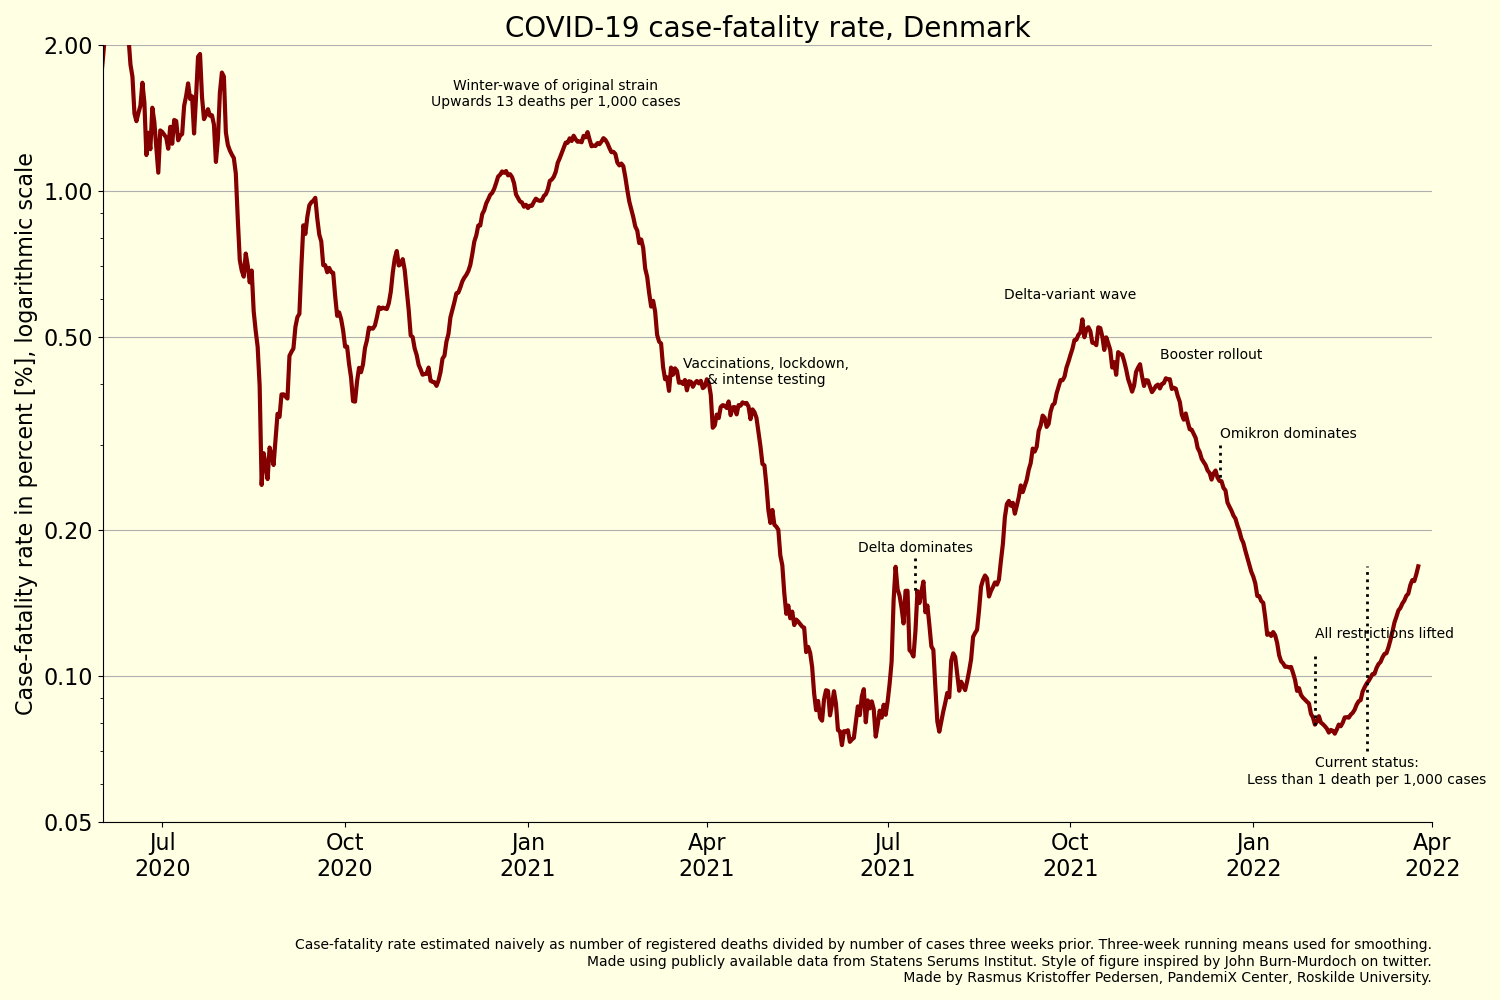 COVID-19 case-fatality rate, Denmark
Case-fatality rate in percent [%], logarithmic scale
2.00
1.00
0.50
0.20
0.10
0.05
Winter-wave of original strain
Upwards 13 deaths per 1,000 cases
Delta-variant wave
Booster rollout
Vaccinations, lockdown,
& intense testing
Omikron dominates
Delta dominates
All restrictions lifted
Current status:
Less than 1 death per 1,000 cases
Jul
2020
Oct
2020
Jan
2021
Apr
2021
Jul
2021
Oct
2021
Jan
2022
Apr
2022
Case-fatality rate estimated naively as number of registered deaths divided by number of cases three weeks prior. Three-week running means used for smoothing.
Made using publicly available data from Statens Serums Institut. Style of figure inspired by John Burn-Murdoch on twitter.
Made by Rasmus Kristoffer Pedersen, PandemiX Center, Roskilde University.